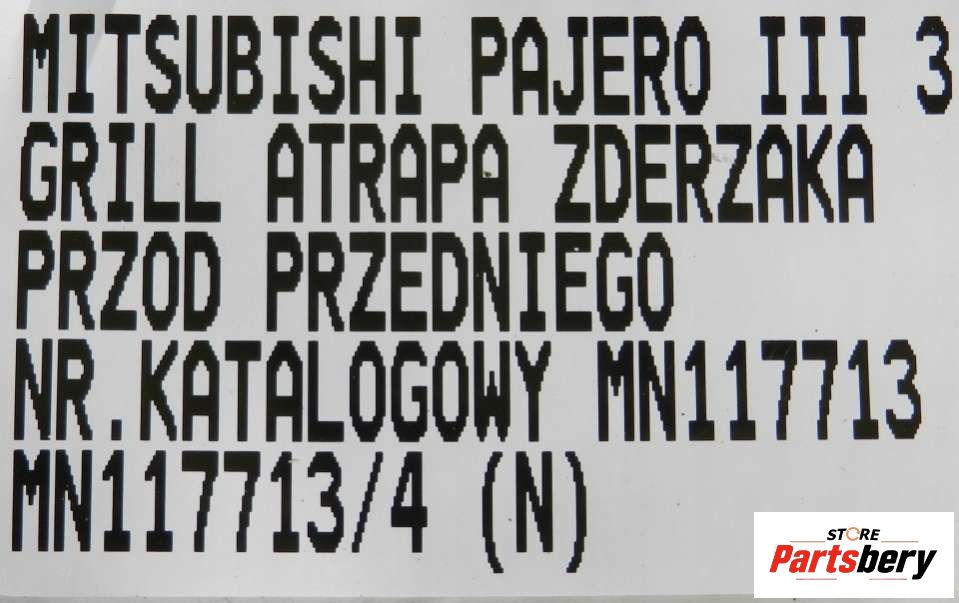 MITSUBISHI PAJERO III 3
GRILL ATRAPA ZDERZAKA
PRZOD PRZEDNIEGO
NR.KATALOGOWY MN117713
MN117713/4 (N)
STORE
Partsbery